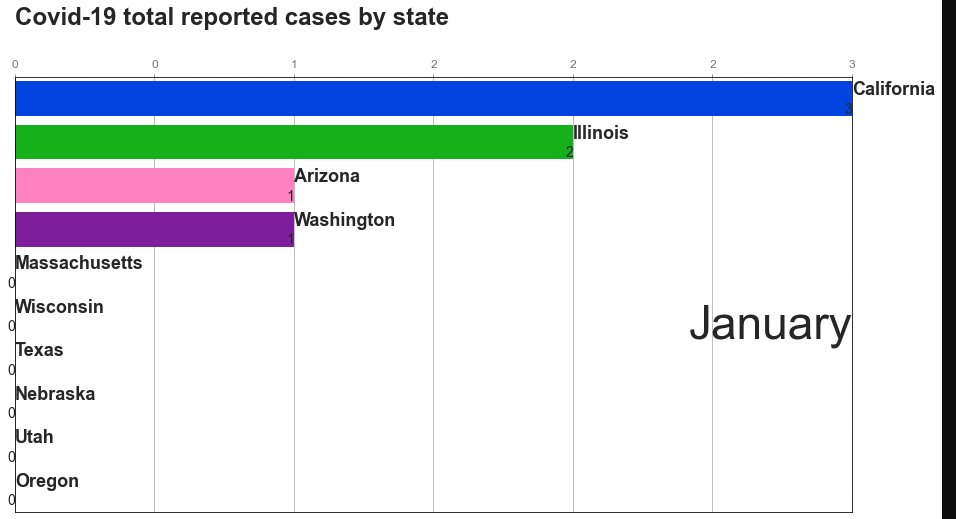 Covid-19 total reported cases by state
0 0 1 2 2 2 3
California
3
Illinois
2
Arizona
1
Washington
1
Massachusetts
0
Wisconsin
0
January
Texas
0
Nebraska
0
Utah
0
Oregon
0